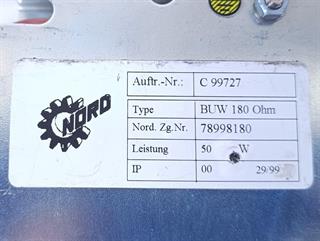 NORD
Auftr.-Nr.: C 99727
Type BUW 180 Ohm
Nord. Zg.Nr. 78998180
Leistung 50 W
IP 00 29/99